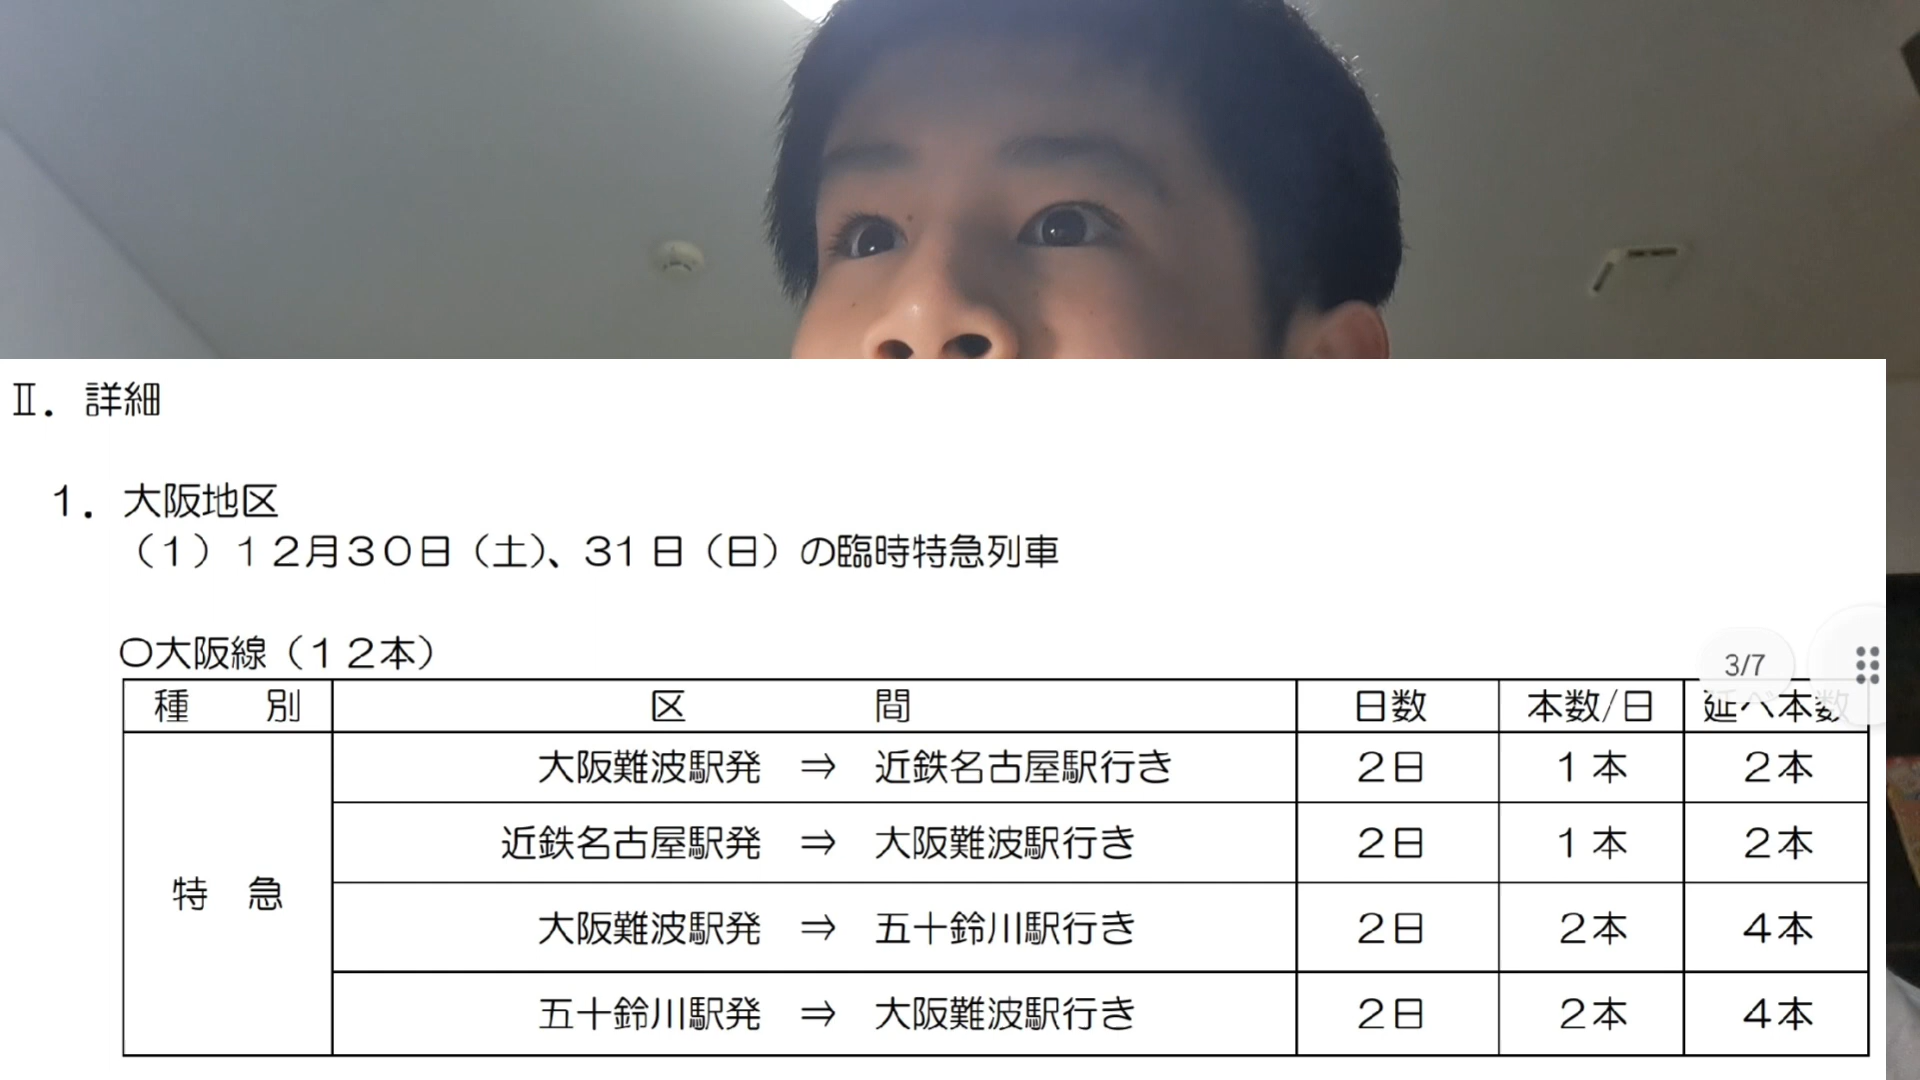 Ⅱ．詳細
１．大阪地区
（１）１２月３０日（土）、３１日（日）の臨時特急列車
〇大阪線（１２本）
3/7
種　別　区　間　日数　本数/日　延べ本数
特　急
大阪難波駅発　⇒　近鉄名古屋駅行き　２日　１本　２本
近鉄名古屋駅発　⇒　大阪難波駅行き　２日　１本　２本
大阪難波駅発　⇒　五十鈴川駅行き　２日　２本　４本
五十鈴川駅発　⇒　大阪難波駅行き　２日　２本　４本